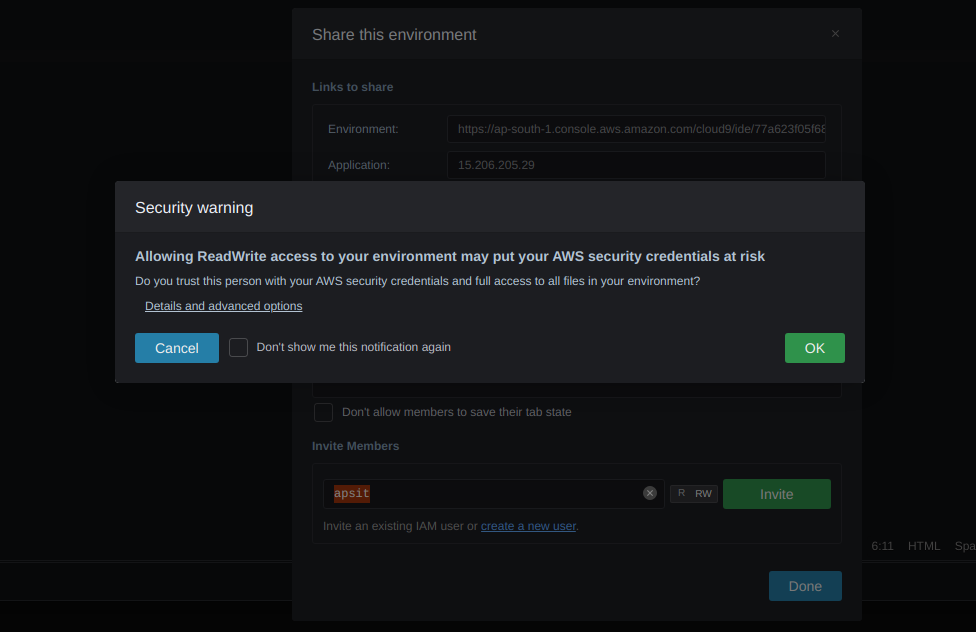 Share this environment ×
Links to share
Environment: https://ap-south-1.console.aws.amazon.com/cloud9/ide/77a623f05f68
Application: 15.206.205.29
Security warning
Allowing ReadWrite access to your environment may put your AWS security credentials at risk
Do you trust this person with your AWS security credentials and full access to all files in your environment?
Details and advanced options
Cancel Don't show me this notification again OK
Don't allow members to save their tab state
Invite Members
apsit R RW Invite
Invite an existing IAM user or create a new user.
6:11 HTML Spa
Done